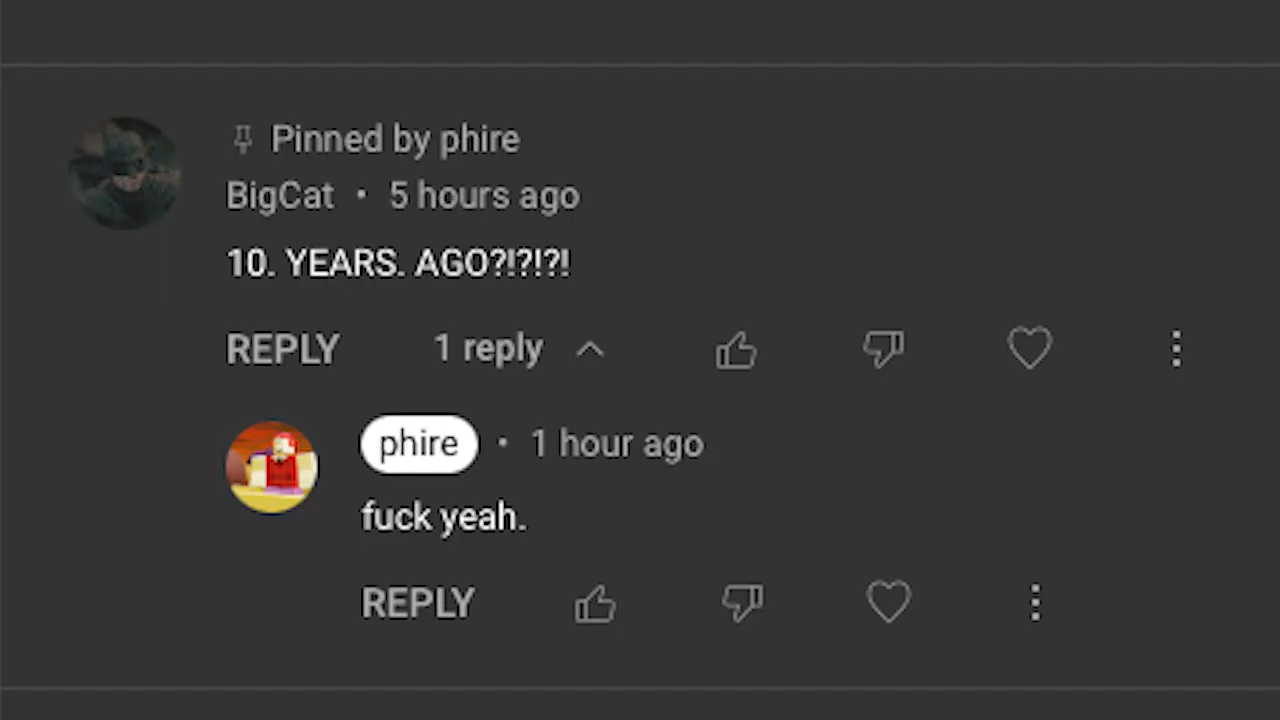 Pinned by phire
BigCat • 5 hours ago
10. YEARS. AGO?!?!?!
REPLY 1 reply
phire • 1 hour ago
fuck yeah.
REPLY